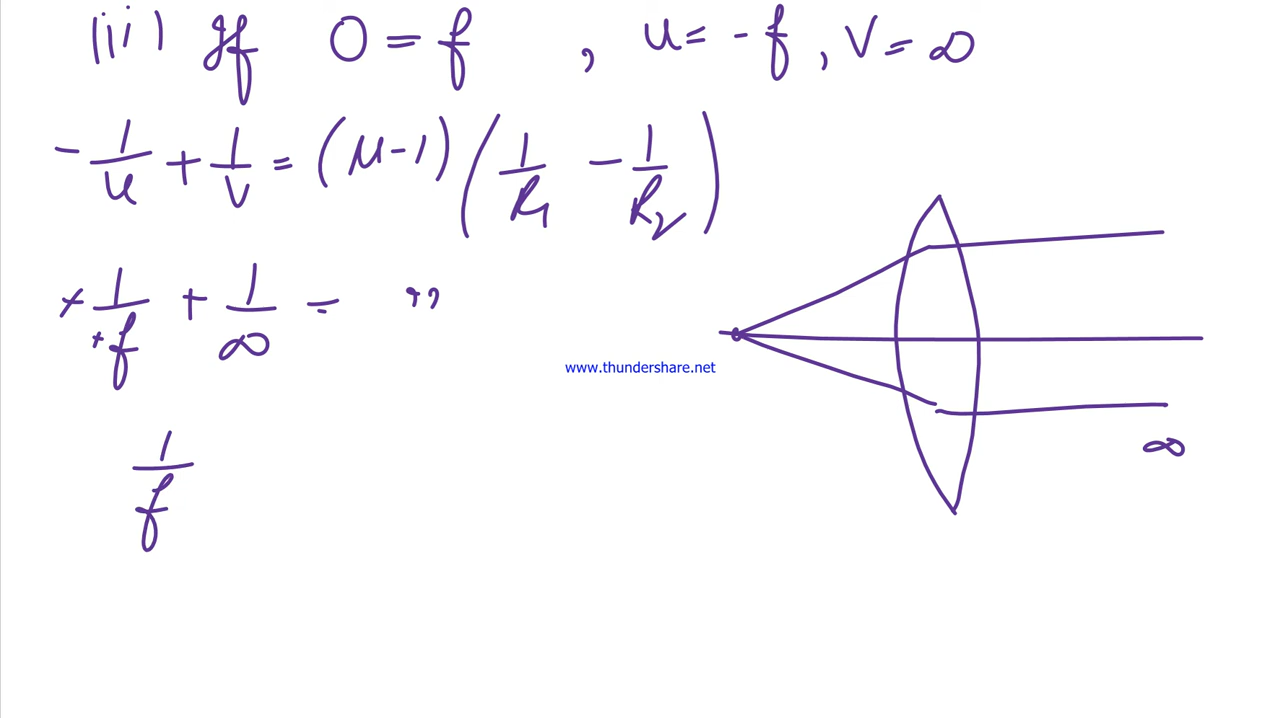 (iii) If O = f , u = - f , v = ∞
- 1/u + 1/v = (μ - 1) ( 1/R1 - 1/R2 )
+ 1/+f + 1/∞ = ,,
www.thundershare.net
∞
1/f